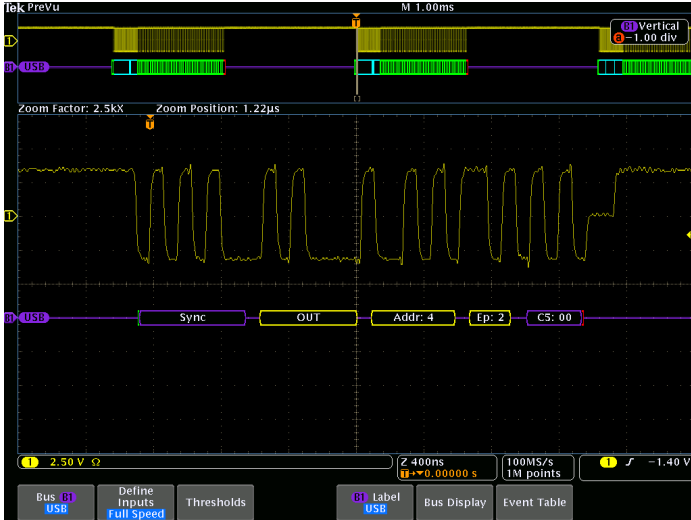 Tek PreVu M 1.00ms
T
B1 Vertical
a −1.00 div
1
B1 USB
Zoom Factor: 2.5kX Zoom Position: 1.22µs
T
1
B1 USB Sync OUT Addr: 4 Ep: 2 C5: 00
1 2.50 V Ω
Z 400ns
T→▾0.00000 s
100MS/s
1M points
1 ∫ −1.40 V
Bus B1
USB
Define
Inputs
Full Speed
Thresholds
B1 Label
USB
Bus Display
Event Table